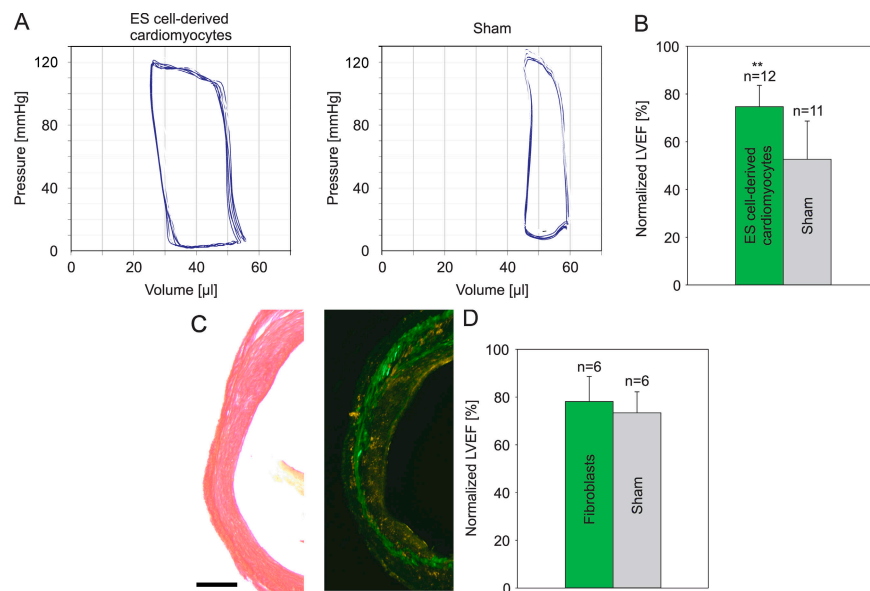 A
ES cell-derived
cardiomyocytes
Pressure [mmHg]
120
80
40
0
0 20 40 60
Volume [µl]
Sham
Pressure [mmHg]
120
80
40
0
0 20 40 60
Volume [µl]
B
Normalized LVEF [%]
100
80
60
40
20
0
**
n=12
n=11
ES cell-derived
cardiomyocytes
Sham
C
D
Normalized LVEF [%]
100
80
60
40
80
0
n=6
n=6
Fibroblasts
Sham